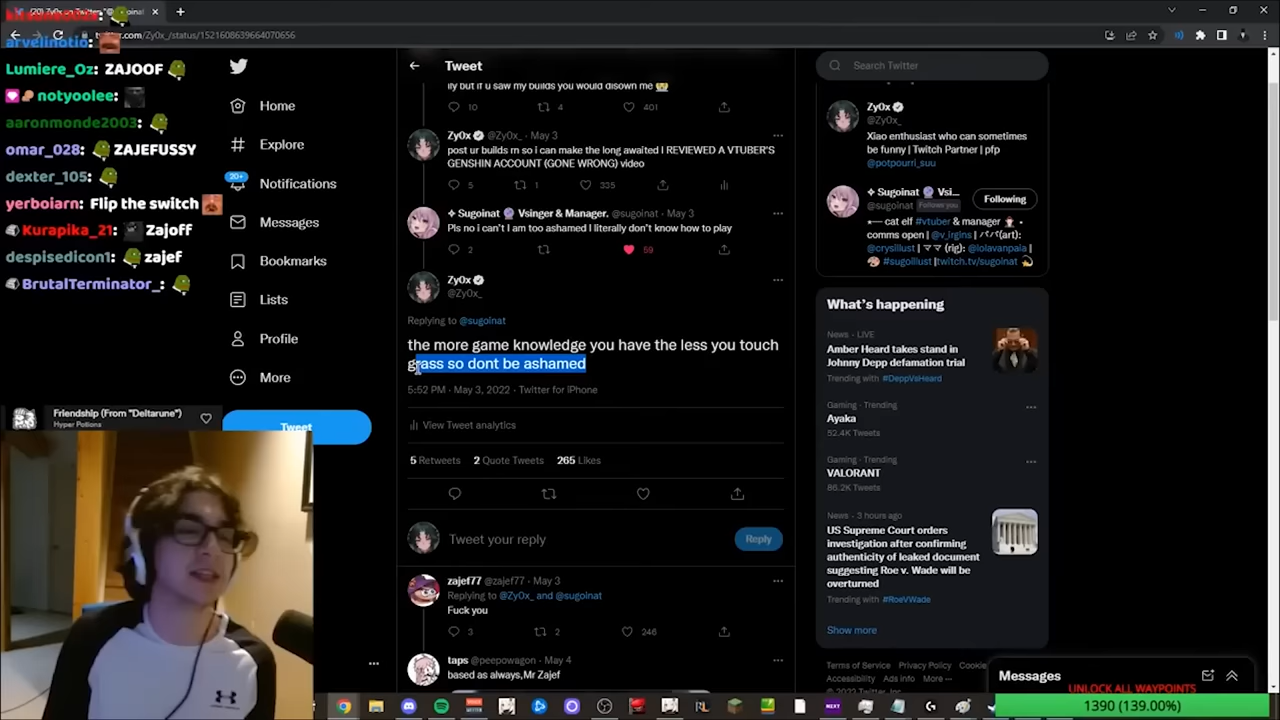 (20) Zy0x on Twitter: "@sugoinat
twitter.com/Zy0x_/status/1521608639664070656
arvelinotio:
Lumiere_Oz: ZAJOOF
notyoolee:
aaronmonde2003:
omar_028: ZAJEFUSSY
dexter_105:
yerboiarn: Flip the switch
Kurapika_21: Zajoff
despisedicon1: zajef
BrutalTerminator_:
Home
Explore
20+
Notifications
Messages
Bookmarks
Lists
Profile
More
Tweet
Friendship (From "Deltarune")
Hyper Potions
Tweet
ily but if u saw my builds you would disown me
10 4 401
Zy0x @Zy0x_ · May 3
post ur builds rn so i can make the long awaited I REVIEWED A VTUBER'S
GENSHIN ACCOUNT (GONE WRONG) video
5 1 335
Sugoinat Vsinger & Manager. @sugoinat · May 3
Pls no i can't I am too ashamed I literally don't know how to play
2 59
Zy0x
@Zy0x_
Replying to @sugoinat
the more game knowledge you have the less you touch
grass so dont be ashamed
5:52 PM · May 3, 2022 · Twitter for iPhone
View Tweet analytics
5 Retweets 2 Quote Tweets 265 Likes
Tweet your reply
Reply
zajef77 @zajef77 · May 3
Replying to @Zy0x_ and @sugoinat
Fuck you
3 2 246
taps @peepowagon · May 4
based as always,Mr Zajef
Search Twitter
Zy0x
@Zy0x_
Xiao enthusiast who can sometimes
be funny | Twitch Partner | pfp
@potpourri_suu
Sugoinat Vsi...
@sugoinat Follows you
Following
cat elf #vtuber & manager
comms open | @v_irgins | パパ(art):
@crysillust | ママ (rig): @lolavanpaia |
#sugoillust | twitch.tv/sugoinat
What's happening
News · LIVE
Amber Heard takes stand in
Johnny Depp defamation trial
Trending with #DeppVsHeard
Gaming · Trending
Ayaka
52.4K Tweets
Gaming · Trending
VALORANT
86.2K Tweets
News · 3 hours ago
US Supreme Court orders
investigation after confirming
authenticity of leaked document
suggesting Roe v. Wade will be
overturned
Trending with #RoeVWade
Show more
Terms of Service Privacy Policy Cookie
Accessibility Ads info More
© 2022 Twitter, Inc.
Messages
UNLOCK ALL WAYPOINTS
1390 (139.00%)
NEXT